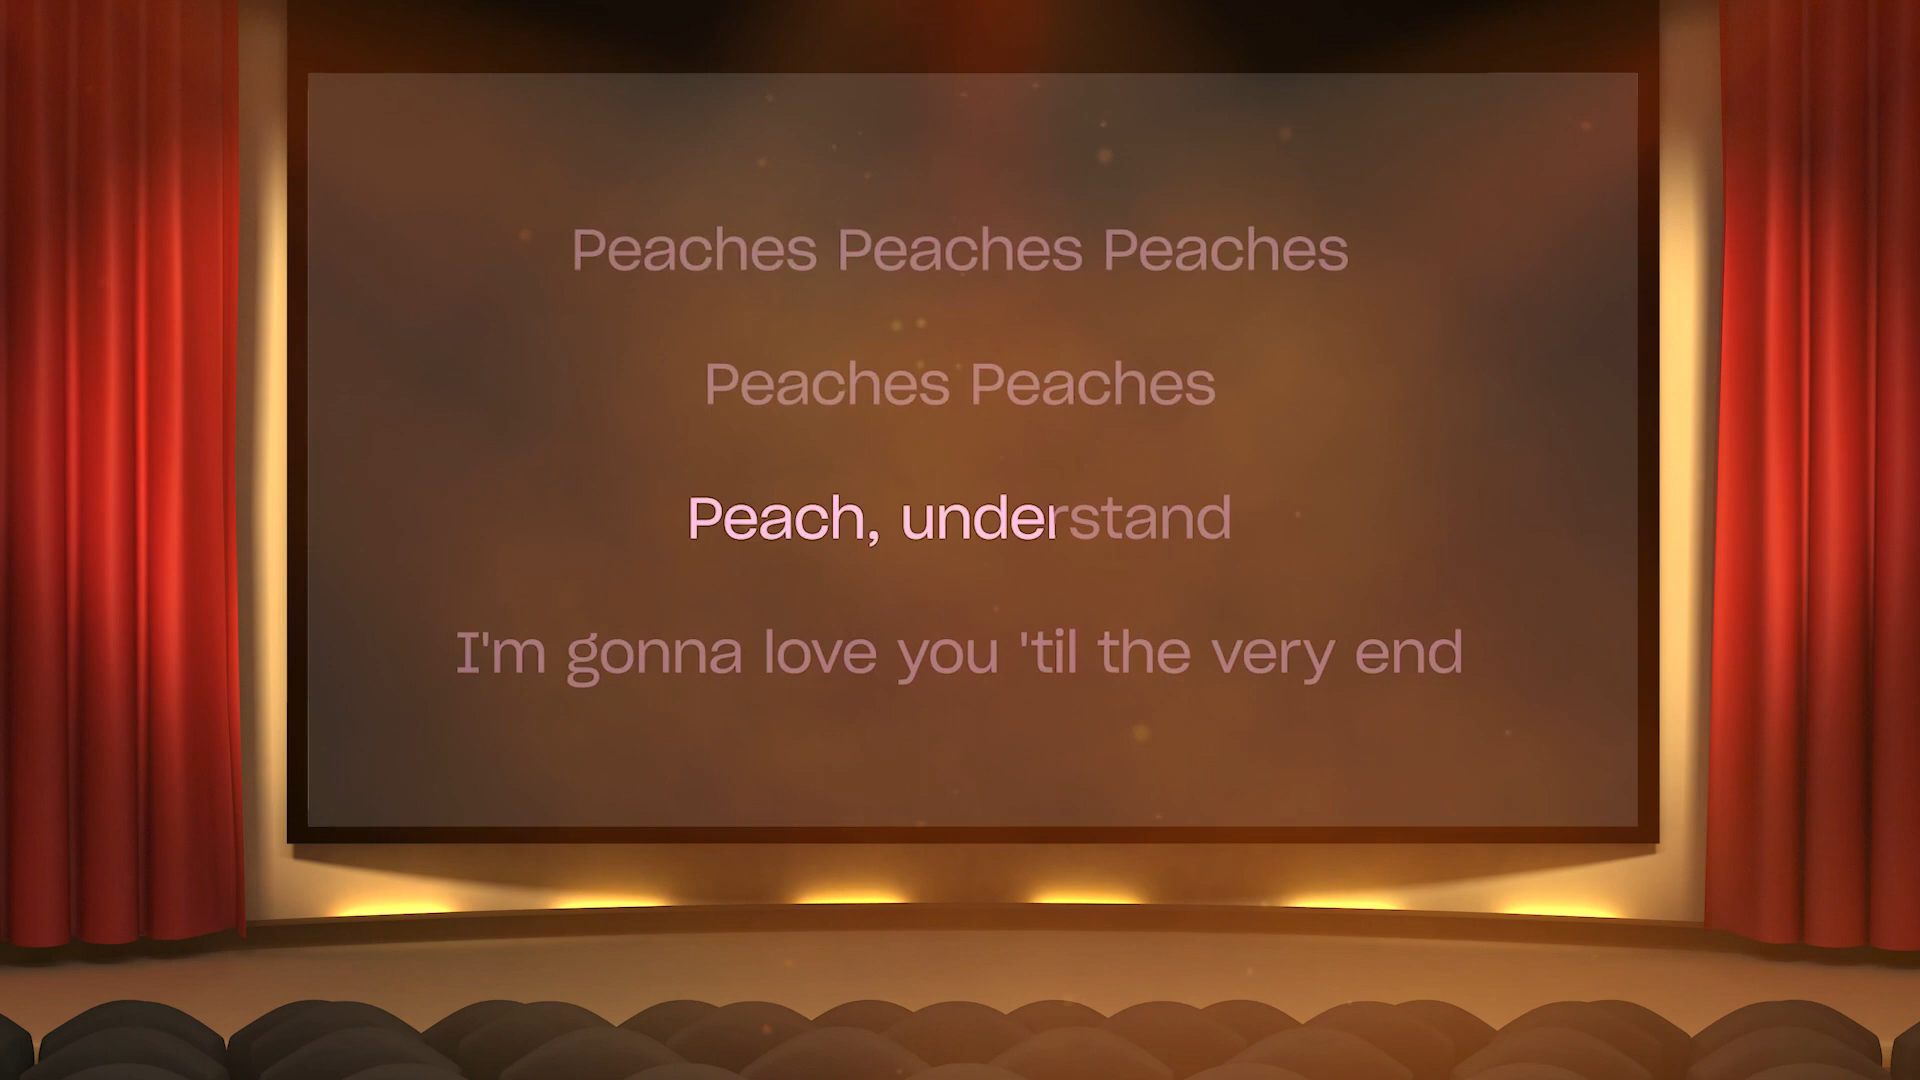 Peaches Peaches Peaches
Peaches Peaches
Peach, understand
I'm gonna love you 'til the very end